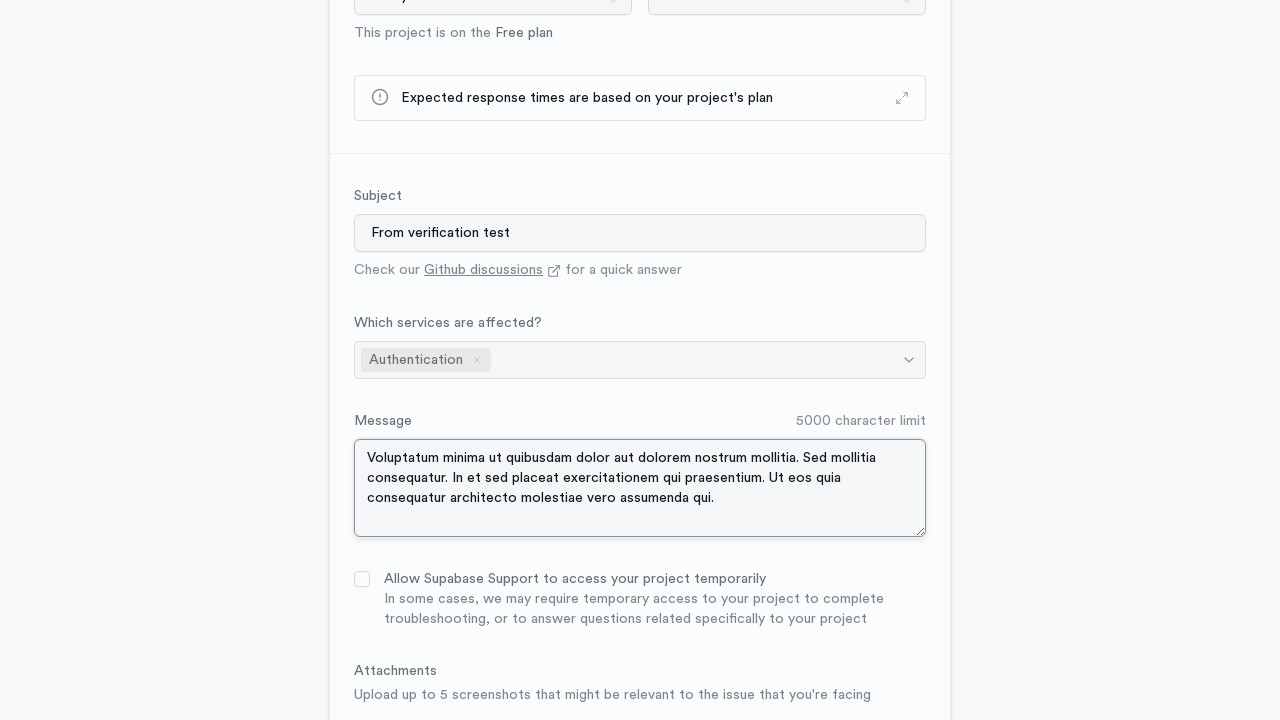 This project is on the Free plan
Expected response times are based on your project's plan
Subject
From verification test
Check our Github discussions for a quick answer
Which services are affected?
Authentication
Message
5000 character limit
Voluptatum minima ut quibusdam dolor aut dolorem nostrum mollitia. Sed mollitia
consequatur. In et sed placeat exercitationem qui praesentium. Ut eos quia
consequatur architecto molestiae vero assumenda qui.
Allow Supabase Support to access your project temporarily
In some cases, we may require temporary access to your project to complete
troubleshooting, or to answer questions related specifically to your project
Attachments
Upload up to 5 screenshots that might be relevant to the issue that you're facing